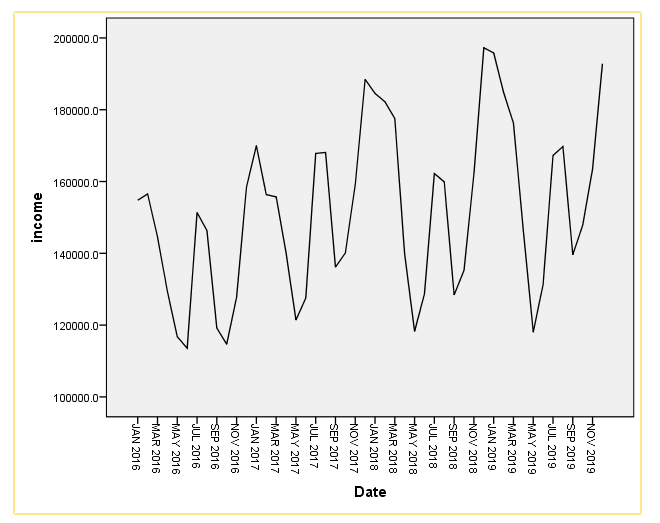 income
200000.0
180000.0
160000.0
140000.0
120000.0
100000.0
JAN 2016
MAR 2016
MAY 2016
JUL 2016
SEP 2016
NOV 2016
JAN 2017
MAR 2017
MAY 2017
JUL 2017
SEP 2017
NOV 2017
JAN 2018
MAR 2018
MAY 2018
JUL 2018
SEP 2018
NOV 2018
JAN 2019
MAR 2019
MAY 2019
JUL 2019
SEP 2019
NOV 2019
Date